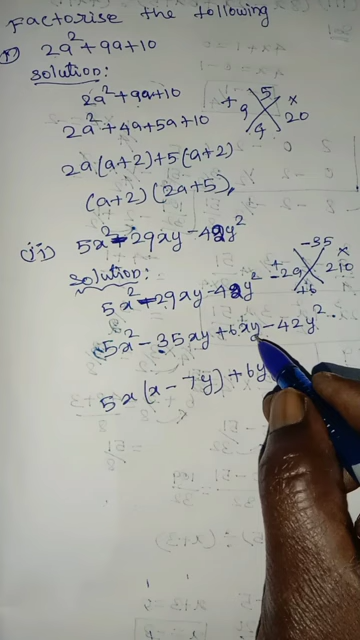 Factorise the following
(i) 2a² + 9a + 10
Solution:
2a² + 9a + 10
2a² + 4a + 5a + 10
2a (a+2) + 5 (a+2)
(a+2) (2a+5),
+ 9 5 4 × 20
(ii) 5x² - 29xy - 42y²
Solution:
5x² - 29xy - 42y²
5x² - 35xy + 6xy - 42y².
5x (x - 7y) + 6y
-35 + -29 × 210 +6